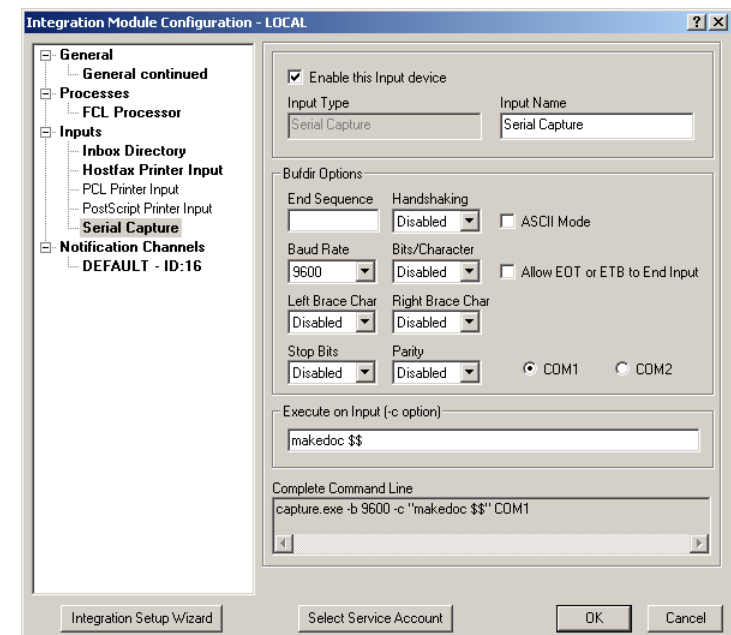 Integration Module Configuration - LOCAL
General
General continued
Processes
FCL Processor
Inputs
Inbox Directory
Hostfax Printer Input
PCL Printer Input
PostScript Printer Input
Serial Capture
Notification Channels
DEFAULT - ID:16
Enable this Input device
Input Type Input Name
Serial Capture Serial Capture
Bufdir Options
End Sequence Handshaking
Disabled ASCII Mode
Baud Rate Bits/Character
9600 Disabled Allow EOT or ETB to End Input
Left Brace Char Right Brace Char
Disabled Disabled
Stop Bits Parity
Disabled Disabled COM1 COM2
Execute on Input (-c option)
makedoc $$
Complete Command Line
capture.exe -b 9600 -c "makedoc $$" COM1
Integration Setup Wizard Select Service Account OK Cancel